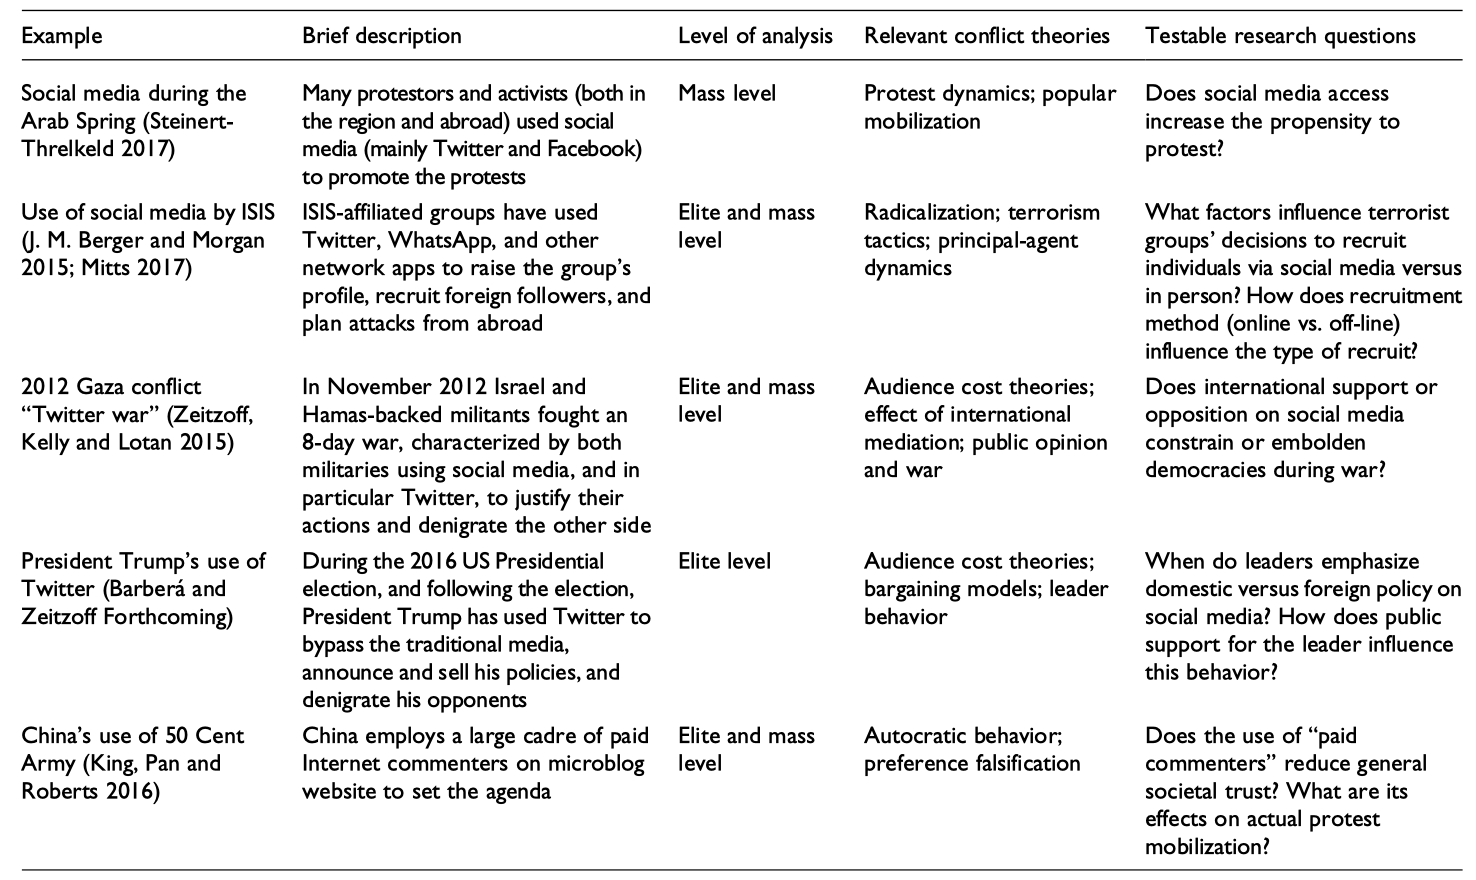 Example
Brief description
Level of analysis
Relevant conflict theories
Testable research questions
Social media during the
Arab Spring (Steinert-
Threlkeld 2017)
Many protestors and activists (both in
the region and abroad) used social
media (mainly Twitter and Facebook)
to promote the protests
Mass level
Protest dynamics; popular
mobilization
Does social media access
increase the propensity to
protest?
Use of social media by ISIS
(J. M. Berger and Morgan
2015; Mitts 2017)
ISIS-affiliated groups have used
Twitter, WhatsApp, and other
network apps to raise the group's
profile, recruit foreign followers, and
plan attacks from abroad
Elite and mass
level
Radicalization; terrorism
tactics; principal-agent
dynamics
What factors influence terrorist
groups' decisions to recruit
individuals via social media versus
in person? How does recruitment
method (online vs. off-line)
influence the type of recruit?
2012 Gaza conflict
“Twitter war” (Zeitzoff,
Kelly and Lotan 2015)
In November 2012 Israel and
Hamas-backed militants fought an
8-day war, characterized by both
militaries using social media, and in
particular Twitter, to justify their
actions and denigrate the other side
Elite and mass
level
Audience cost theories;
effect of international
mediation; public opinion
and war
Does international support or
opposition on social media
constrain or embolden
democracies during war?
President Trump's use of
Twitter (Barberá and
Zeitzoff Forthcoming)
During the 2016 US Presidential
election, and following the election,
President Trump has used Twitter to
bypass the traditional media,
announce and sell his policies, and
denigrate his opponents
Elite level
Audience cost theories;
bargaining models; leader
behavior
When do leaders emphasize
domestic versus foreign policy on
social media? How does public
support for the leader influence
this behavior?
China's use of 50 Cent
Army (King, Pan and
Roberts 2016)
China employs a large cadre of paid
Internet commenters on microblog
website to set the agenda
Elite and mass
level
Autocratic behavior;
preference falsification
Does the use of “paid
commenters” reduce general
societal trust? What are its
effects on actual protest
mobilization?